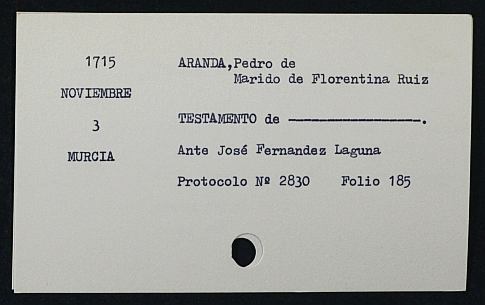 1715
NOVIEMBRE
3
MURCIA
ARANDA,Pedro de
Marido de Florentina Ruiz
TESTAMENTO de ————————————.
Ante José Fernandez Laguna
Protocolo Nº 2830 Folio 185